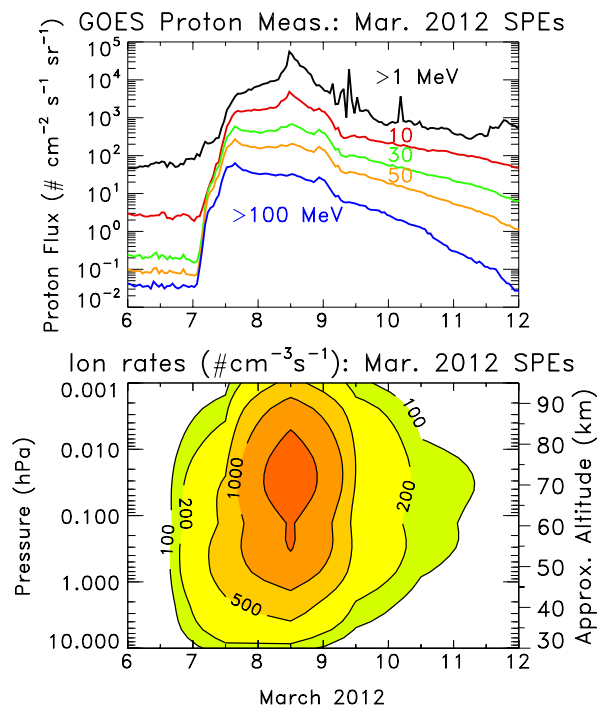 GOES Proton Meas.: Mar. 2012 SPEs
Proton Flux (# cm⁻² s⁻¹ sr⁻¹)
10⁵
10⁴
10³
10²
10¹
10⁰
10⁻¹
10⁻²
>1 MeV
10
30
50
>100 MeV
6 7 8 9 10 11 12
Ion rates (#cm⁻³s⁻¹): Mar. 2012 SPEs
Pressure (hPa)
0.001
0.010
0.100
1.000
10.000
100
200
1000
500
100
200
90
80
70
60
50
40
30
Approx. Altitude (km)
6 7 8 9 10 11 12
March 2012